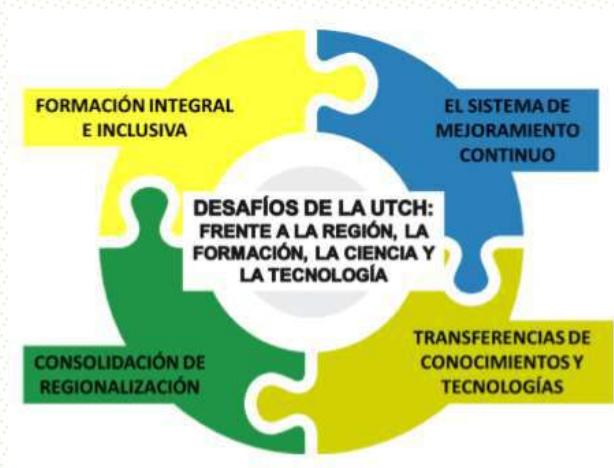 FORMACIÓN INTEGRAL
E INCLUSIVA
EL SISTEMA DE
MEJORAMIENTO
CONTINUO
DESAFÍOS DE LA UTCH:
FRENTE A LA REGIÓN, LA
FORMACIÓN, LA CIENCIA Y
LA TECNOLOGÍA
CONSOLIDACIÓN DE
REGIONALIZACIÓN
TRANSFERENCIAS DE
CONOCIMIENTOS Y
TECNOLOGÍAS